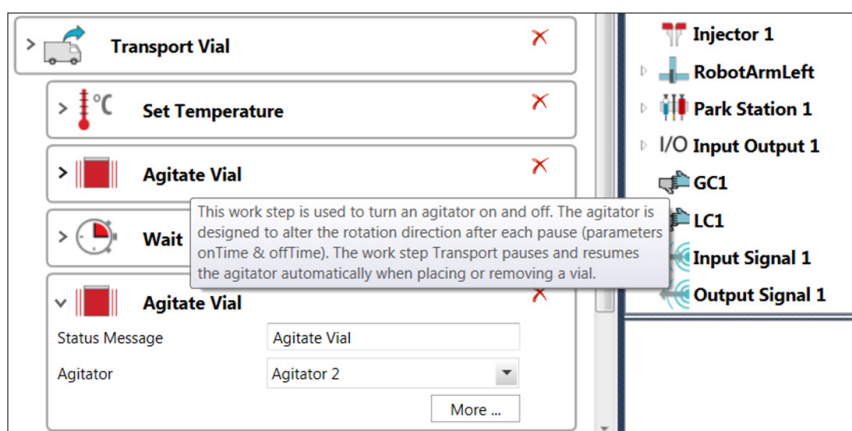 Transport Vial
°C Set Temperature
Agitate Vial
This work step is used to turn an agitator on and off. The agitator is
designed to alter the rotation direction after each pause (parameters
onTime & offTime). The work step Transport pauses and resumes
the agitator automatically when placing or removing a vial.
Wait
Agitate Vial
Status Message Agitate Vial
Agitator Agitator 2
More ...
Injector 1
RobotArmLeft
Park Station 1
I/O Input Output 1
GC1
LC1
Input Signal 1
Output Signal 1